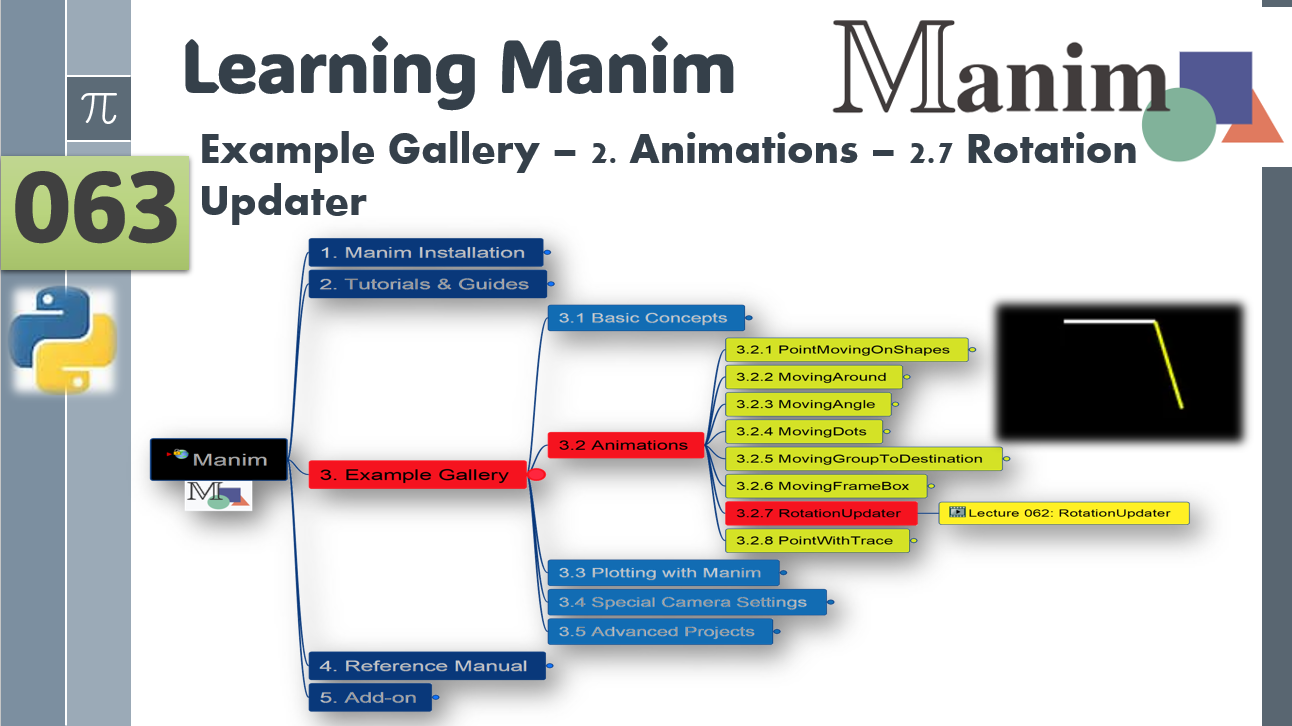 Learning Manim
Manim
π
Example Gallery – 2. Animations – 2.7 Rotation
Updater
063
1. Manim Installation
2. Tutorials & Guides
3.1 Basic Concepts
3.2.1 PointMovingOnShapes
3.2.2 MovingAround
3.2.3 MovingAngle
3.2.4 MovingDots
3.2 Animations
3.2.5 MovingGroupToDestination
Manim
3. Example Gallery
3.2.6 MovingFrameBox
M
3.2.7 RotationUpdater
Lecture 062: RotationUpdater
3.2.8 PointWithTrace
3.3 Plotting with Manim
3.4 Special Camera Settings
3.5 Advanced Projects
4. Reference Manual
5. Add-on